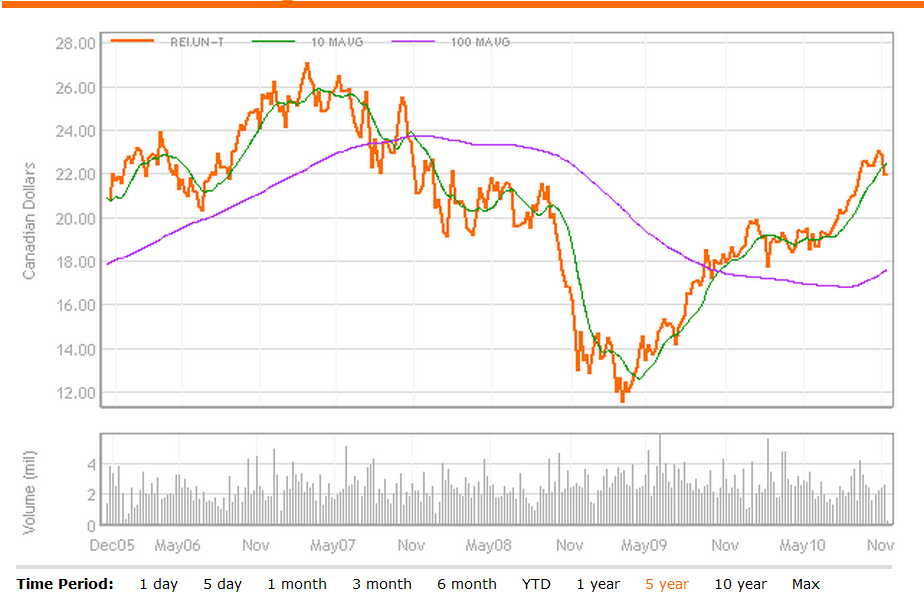 REI.UN-T 10 MAVG 100 MAVG
28.00
26.00
24.00
22.00
20.00
18.00
16.00
14.00
12.00
Canadian Dollars
4
2
0
Volume (mil)
Dec05 May06 Nov May07 Nov May08 Nov May09 Nov May10 Nov
Time Period: 1 day 5 day 1 month 3 month 6 month YTD 1 year 5 year 10 year Max